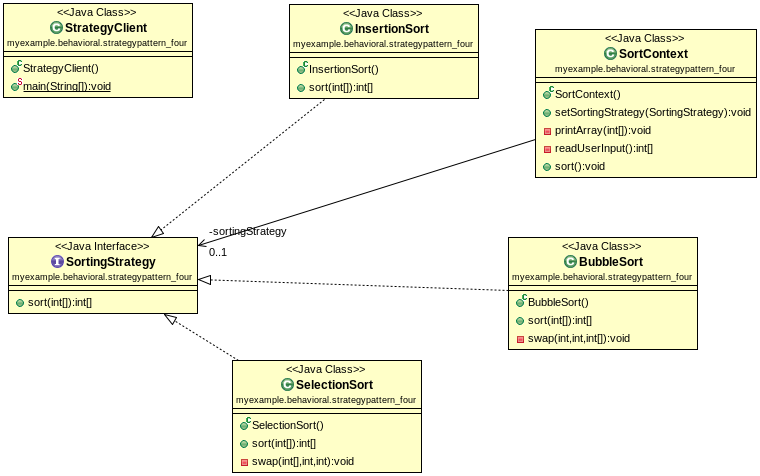 <<Java Class>>
StrategyClient
myexample.behavioral.strategypattern_four
StrategyClient()
main(String[]):void
<<Java Class>>
InsertionSort
myexample.behavioral.strategypattern_four
InsertionSort()
sort(int[]):int[]
<<Java Class>>
SortContext
myexample.behavioral.strategypattern_four
SortContext()
setSortingStrategy(SortingStrategy):void
printArray(int[]):void
readUserInput():int[]
sort():void
-sortingStrategy
0..1
<<Java Interface>>
SortingStrategy
myexample.behavioral.strategypattern_four
sort(int[]):int[]
<<Java Class>>
BubbleSort
myexample.behavioral.strategypattern_four
BubbleSort()
sort(int[]):int[]
swap(int,int,int[]):void
<<Java Class>>
SelectionSort
myexample.behavioral.strategypattern_four
SelectionSort()
sort(int[]):int[]
swap(int[],int,int):void